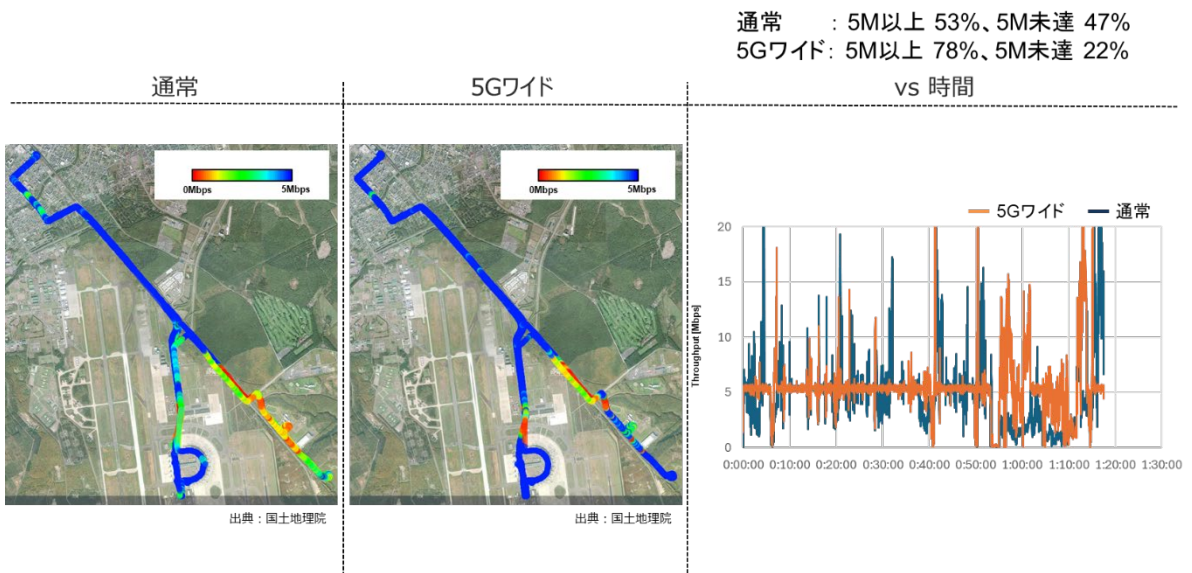 通常 : 5M以上 53%、5M未達 47%
5Gワイド: 5M以上 78%、5M未達 22%
通常
5Gワイド
vs 時間
0Mbps 5Mbps
0Mbps 5Mbps
5Gワイド 通常
Throughput [Mbps]
20
15
10
5
0
0:00:00 0:10:00 0:20:00 0:30:00 0:40:00 0:50:00 1:00:00 1:10:00 1:20:00 1:30:00
出典：国土地理院
出典：国土地理院